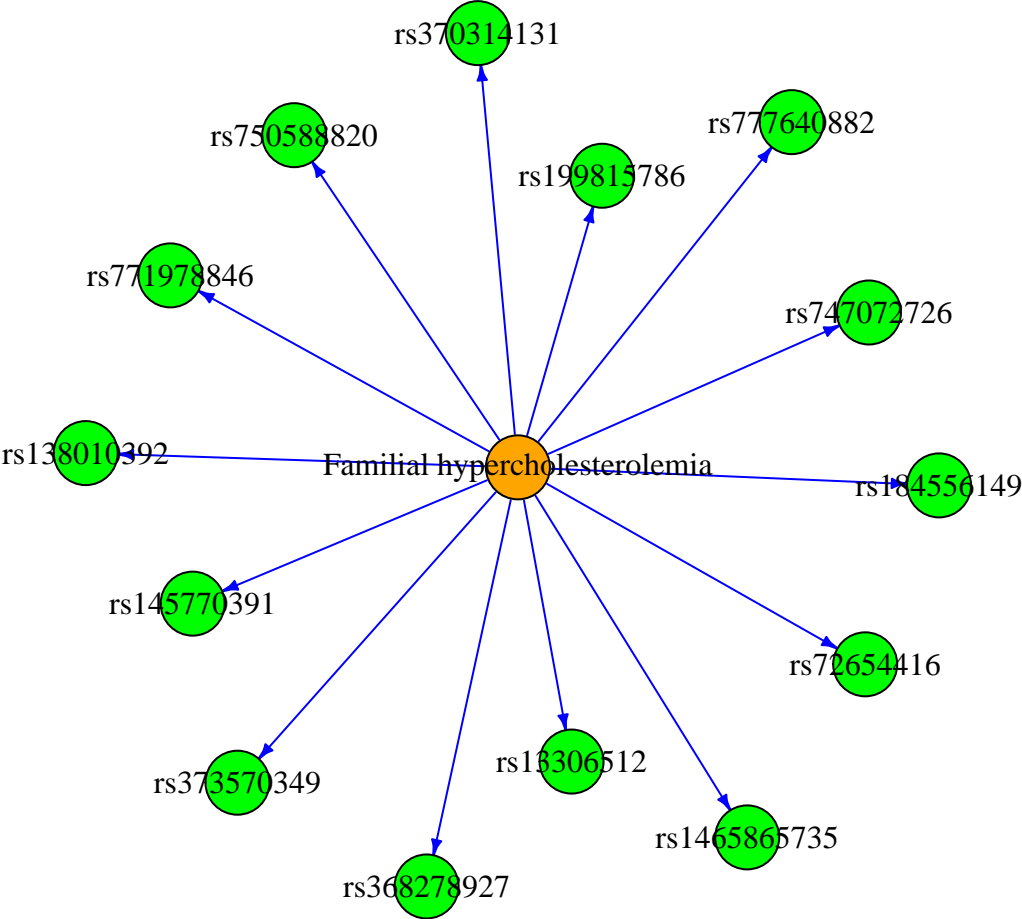 rs370314131
rs777640882
rs750588820
rs199815786
rs771978846
rs747072726
rs138010392
Familial hypercholesterolemia
rs184556149
rs145770391
rs72654416
rs13306512
rs373570349
rs1465865735
rs368278927